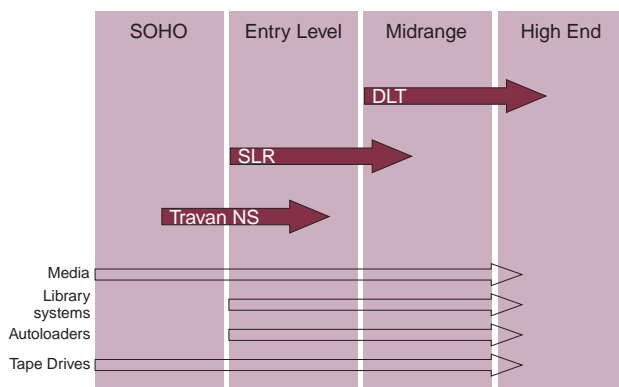 SOHO Entry Level Midrange High End
DLT
SLR
Travan NS
Media
Library
systems
Autoloaders
Tape Drives